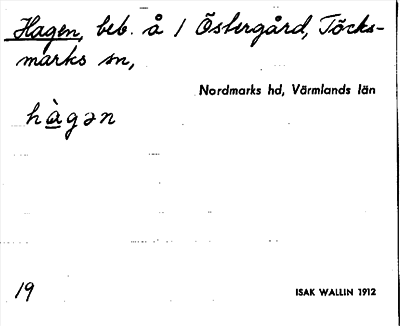 Hagen, beb. å 1 Östergård, Töcks-
marks sn,
Nordmarks hd, Värmlands län
hàgən
19
ISAK WALLIN 1912